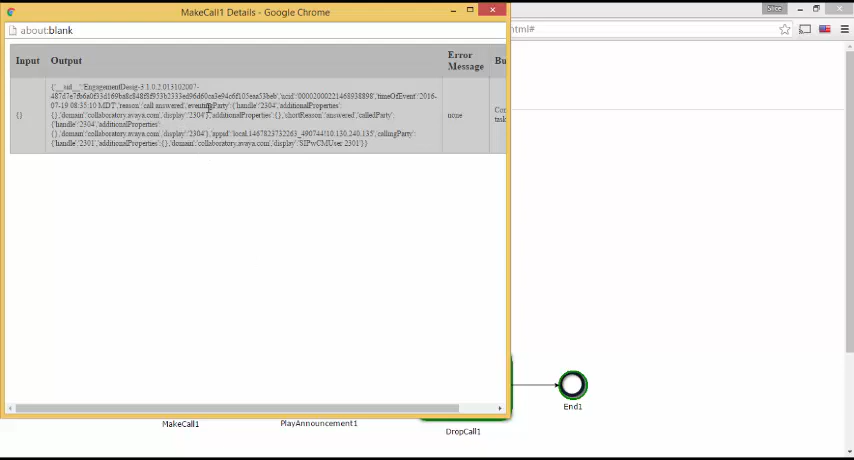 MakeCall1 Details - Google Chrome
Slice
about:blank
html#
Input Output Error Message Bu
{'__sid__':'EngagementDesig-3.1.0.2.013102007-
'ucid':'00002000221468938898','timeOfEvent':'2016-
07-19 08:35:10 MDT','reason':'call answered','eventingParty':{'handle':'2304','additionalProperties':
{},'domain':'collaboratory.avaya.com','display':'2304'},'additionalProperties':{},'shortReason':'answered','calledParty':
{} {'handle':'2304','additionalProperties': none
{},'domain':'collaboratory.avaya.com','display':'2304'},'appid':'local.1467823732263_490744@10.130.240.135','callingParty':
{'handle':'2301','additionalProperties':{},'domain':'collaboratory.avaya.com','display':'SIPwCMUser 2301'}}
task
MakeCall1 PlayAnnouncement1 DropCall1 End1